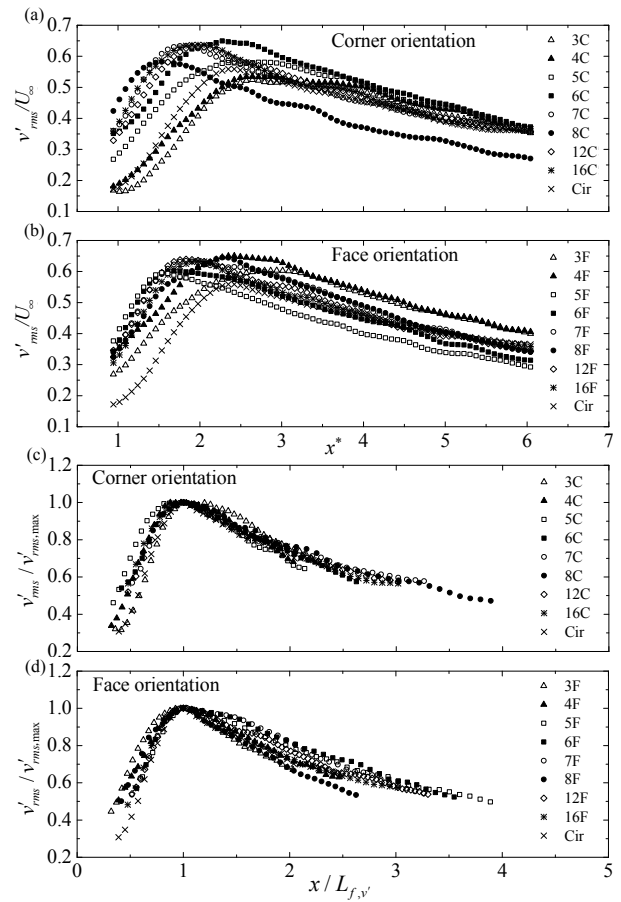 (a)
0.7
0.6
0.5
0.4
0.3
0.2
0.1
v′rms/U∞
Corner orientation
3C
4C
5C
6C
7C
8C
12C
16C
Cir
(b)
0.7
0.6
0.5
0.4
0.3
0.2
0.1
v′rms/U∞
Face orientation
3F
4F
5F
6F
7F
8F
12F
16F
Cir
1 2 3 4 5 6 7
x*
(c)
1.2
1.0
0.8
0.6
0.4
0.2
v′rms / v′rms,max
Corner orientation
3C
4C
5C
6C
7C
8C
12C
16C
Cir
(d)
1.0
0.8
0.6
0.4
0.2
v′rms / v′rms,max
Face orientation
3F
4F
5F
6F
7F
8F
12F
16F
Cir
0 1 2 3 4 5
x / Lf,v′